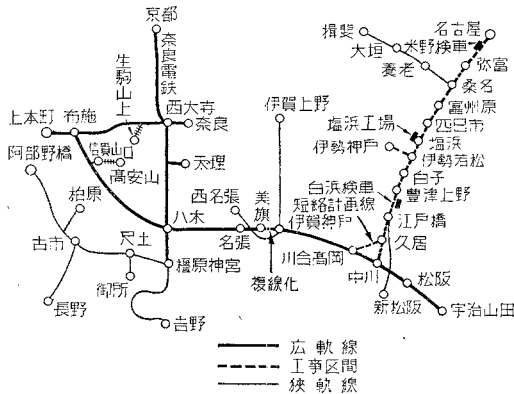 京都
奈良電鉄
生駒山上
上本町
布施
西大寺
奈良
信貴山口
高安山
天理
阿部野橋
柏原
古市
尺土
御所
長野
八木
橿原神宮
吉野
西名張
名張
美旗
伊賀上野
伊賀神戸
複線化
川合高岡
短絡計画線
白浜検車
中川
久居
新松阪
松阪
宇治山田
江戸橋
豊津上野
白子
伊勢若松
伊勢神戸
塩浜
塩浜工場
四日市
富州原
桑名
弥富
米野検車
名古屋
揖斐
大垣
養老
広軌線
工事区間
狭軌線